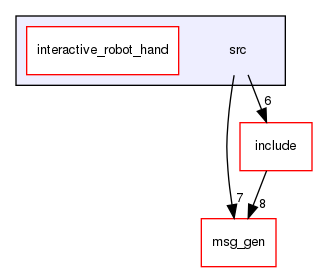 interactive_robot_hand
src
6
include
7
8
msg_gen